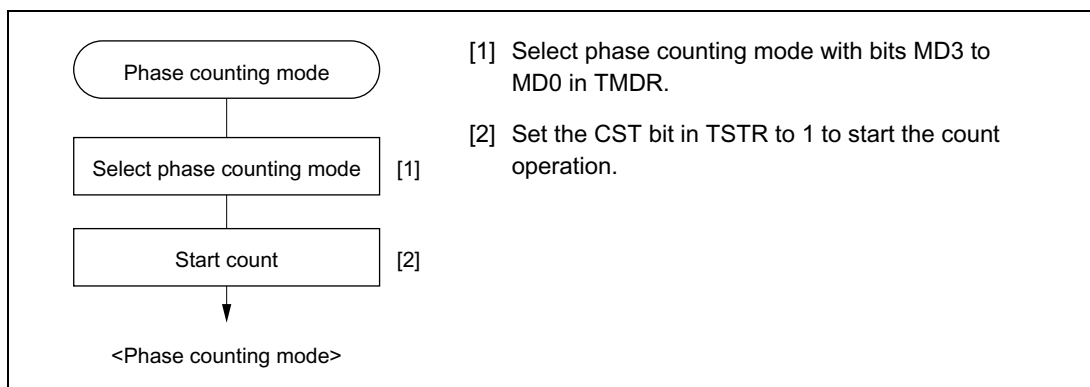 Phase counting mode
Select phase counting mode [1]
Start count [2]
<Phase counting mode>
[1] Select phase counting mode with bits MD3 to
MD0 in TMDR.
[2] Set the CST bit in TSTR to 1 to start the count
operation.